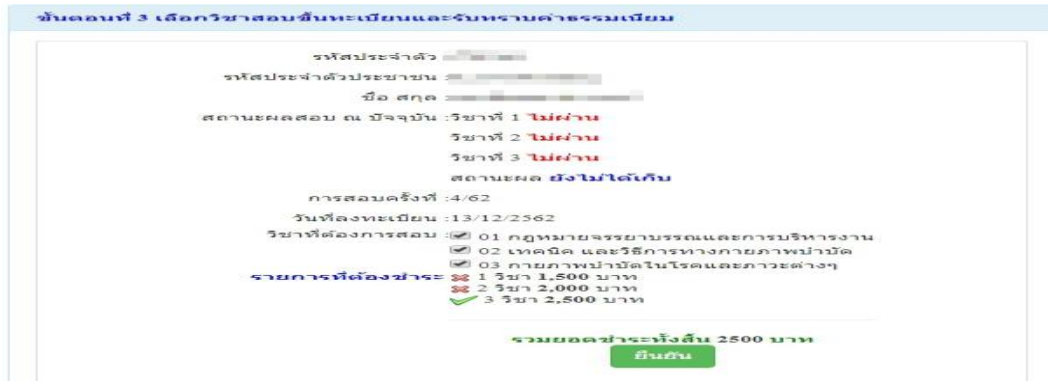 ขั้นตอนที่ 3 เลือกวิชาสอบขึ้นทะเบียนและรับทราบค่าธรรมเนียม
รหัสประจำตัว
รหัสประจำตัวประชาชน :
ชื่อ สกุล :
สถานะผลสอบ ณ ปัจจุบัน :วิชาที่ 1 ไม่ผ่าน
วิชาที่ 2 ไม่ผ่าน
วิชาที่ 3 ไม่ผ่าน
สถานะผล ยังไม่ได้เก็บ
การสอบครั้งที่ :4/62
วันที่ลงทะเบียน :13/12/2562
วิชาที่ต้องการสอบ : 01 กฎหมายจรรยาบรรณและการบริหารงาน
02 เทคนิค และวิธีการทางกายภาพบำบัด
03 กายภาพบำบัดในโรคและภาวะต่างๆ
รายการที่ต้องชำระ 1 วิชา 1,500 บาท
2 วิชา 2,000 บาท
3 วิชา 2,500 บาท
รวมยอดชำระทั้งสิ้น 2500 บาท
ยืนยัน